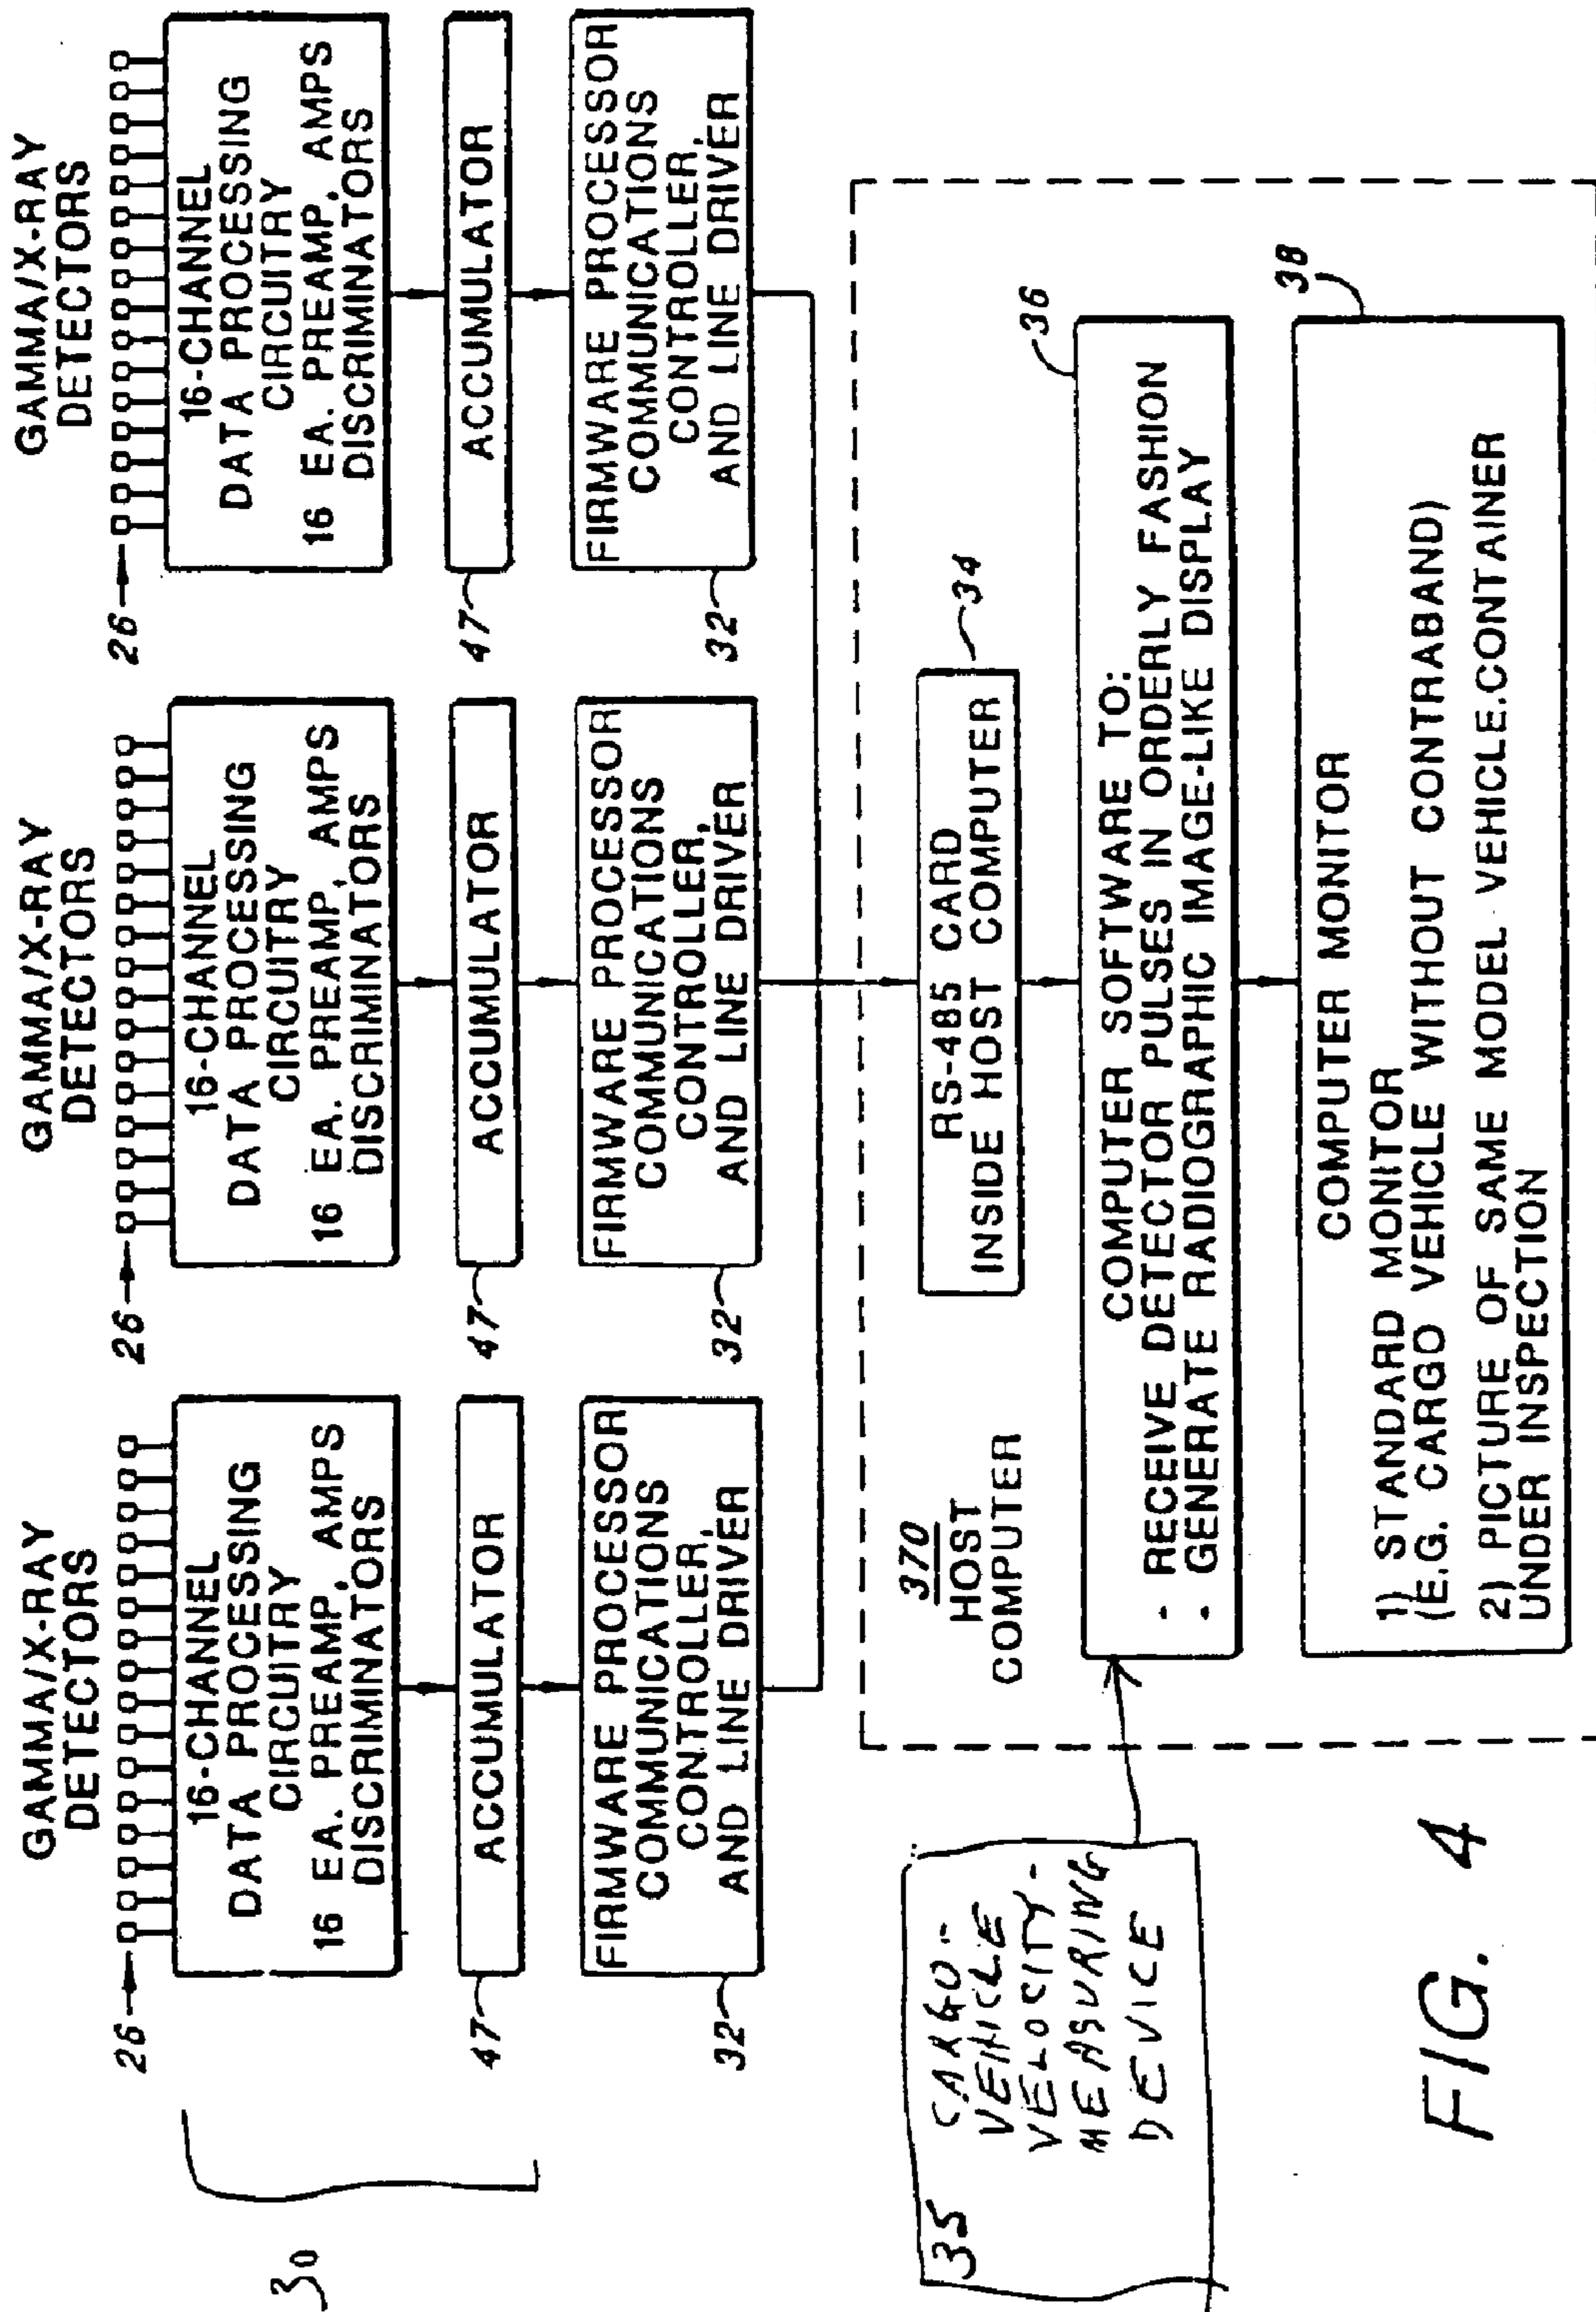 GAMMA/X-RAY
DETECTORS
26
16-CHANNEL
DATA PROCESSING
CIRCUITRY
16 EA. PREAMP, AMPS
DISCRIMINATORS
47
ACCUMULATOR
32
FIRMWARE PROCESSOR
COMMUNICATIONS
CONTROLLER,
AND LINE DRIVER
GAMMA/X-RAY
DETECTORS
26
16-CHANNEL
DATA PROCESSING
CIRCUITRY
16 EA. PREAMP, AMPS
DISCRIMINATORS
47
ACCUMULATOR
32
FIRMWARE PROCESSOR
COMMUNICATIONS
CONTROLLER,
AND LINE DRIVER
GAMMA/X-RAY
DETECTORS
26
16-CHANNEL
DATA PROCESSING
CIRCUITRY
16 EA. PREAMP, AMPS
DISCRIMINATORS
47
ACCUMULATOR
32
FIRMWARE PROCESSOR
COMMUNICATIONS
CONTROLLER,
AND LINE DRIVER
30
370
HOST
COMPUTER
RS-485 CARD
INSIDE HOST COMPUTER
34
35
CARGO-
VEHICLE
VELOCITY-
MEASURING
DEVICE
COMPUTER SOFTWARE TO:
- RECEIVE DETECTOR PULSES IN ORDERLY FASHION
- GENERATE RADIOGRAPHIC IMAGE-LIKE DISPLAY
36
COMPUTER MONITOR
1) STANDARD MONITOR
(E.G. CARGO VEHICLE WITHOUT CONTRABAND)
2) PICTURE OF SAME MODEL VEHICLE.CONTAINER
UNDER INSPECTION
38
FIG. 4